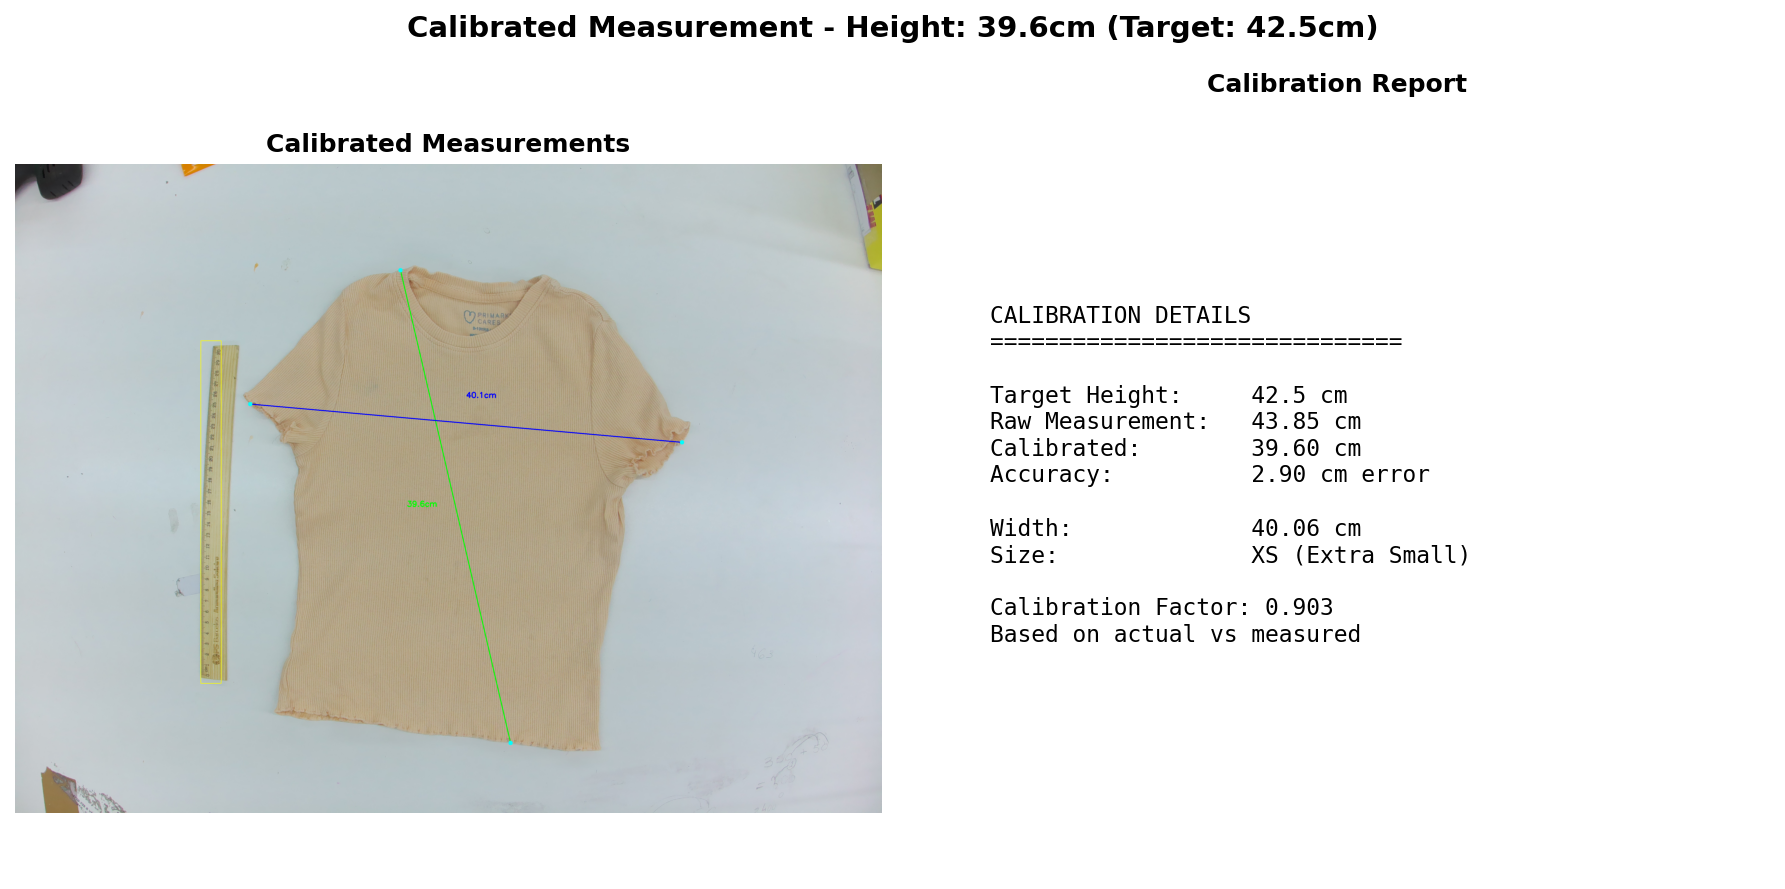 Calibrated Measurement - Height: 39.6cm (Target: 42.5cm)
Calibrated Measurements
40.1cm
39.6cm
PRIMARK
CARES
Calibration Report
CALIBRATION DETAILS
==============================
Target Height: 42.5 cm
Raw Measurement: 43.85 cm
Calibrated: 39.60 cm
Accuracy: 2.90 cm error
Width: 40.06 cm
Size: XS (Extra Small)
Calibration Factor: 0.903
Based on actual vs measured